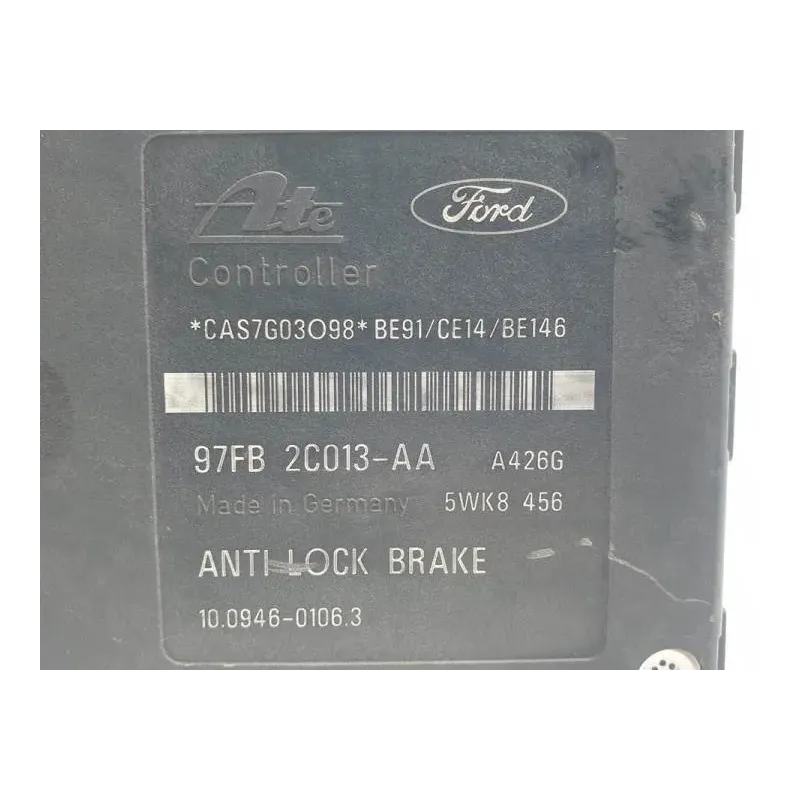 Ate Ford
Controller
*CAS7G03O98* BE91/CE14/BE146
97FB 2C013-AA A426G
Made in Germany 5WK8 456
ANTI-LOCK BRAKE
10.0946-0106.3